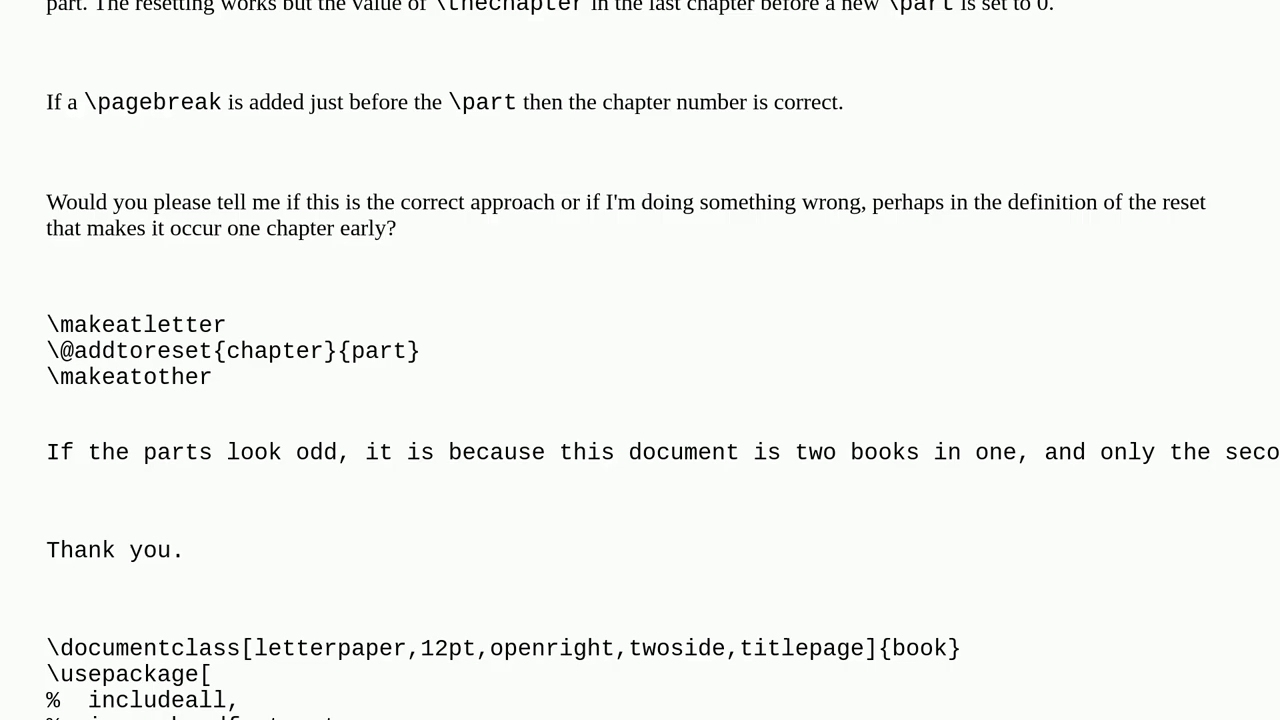 part. The resetting works but the value of \thechapter in the last chapter before a new \part is set to 0.
If a \pagebreak is added just before the \part then the chapter number is correct.
Would you please tell me if this is the correct approach or if I'm doing something wrong, perhaps in the definition of the reset
that makes it occur one chapter early?
\makeatletter
\@addtoreset{chapter}{part}
\makeatother
If the parts look odd, it is because this document is two books in one, and only the seco
Thank you.
\documentclass[letterpaper,12pt,openright,twoside,titlepage]{book}
\usepackage[
%  includeall,